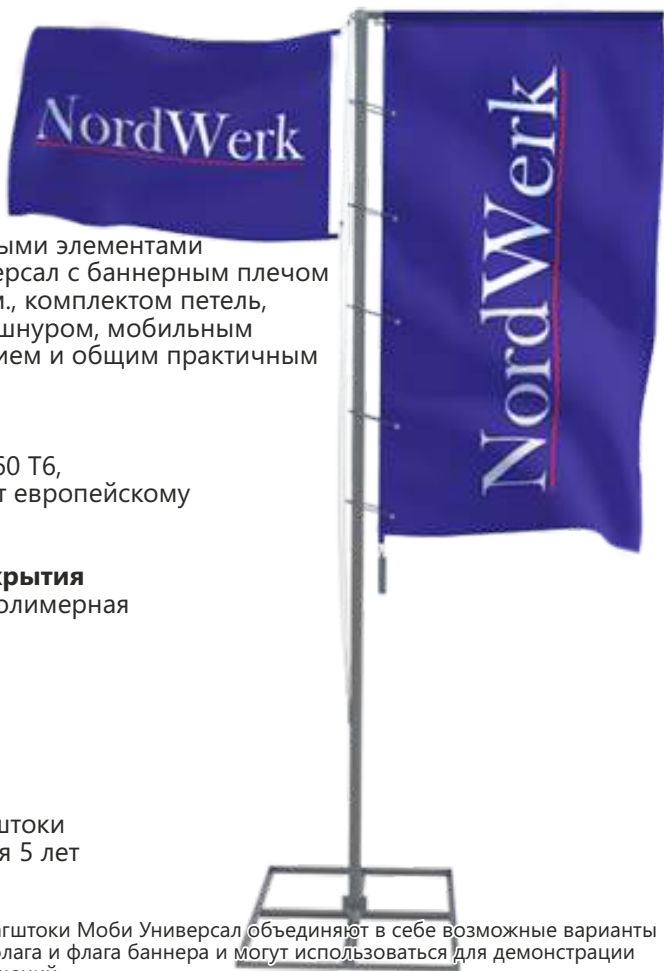 NordWerk
NordWerk
ыми элементами
ерсал с баннерным плечом
м., комплектом петель,
шнуром, мобильным
ием и общим практичным
60 Т6,
т европейскому
крытия
олимерная
штоки
я 5 лет
агштоки Моби Универсал объединяют в себе возможные варианты
флага и флага баннера и могут использоваться для демонстрации